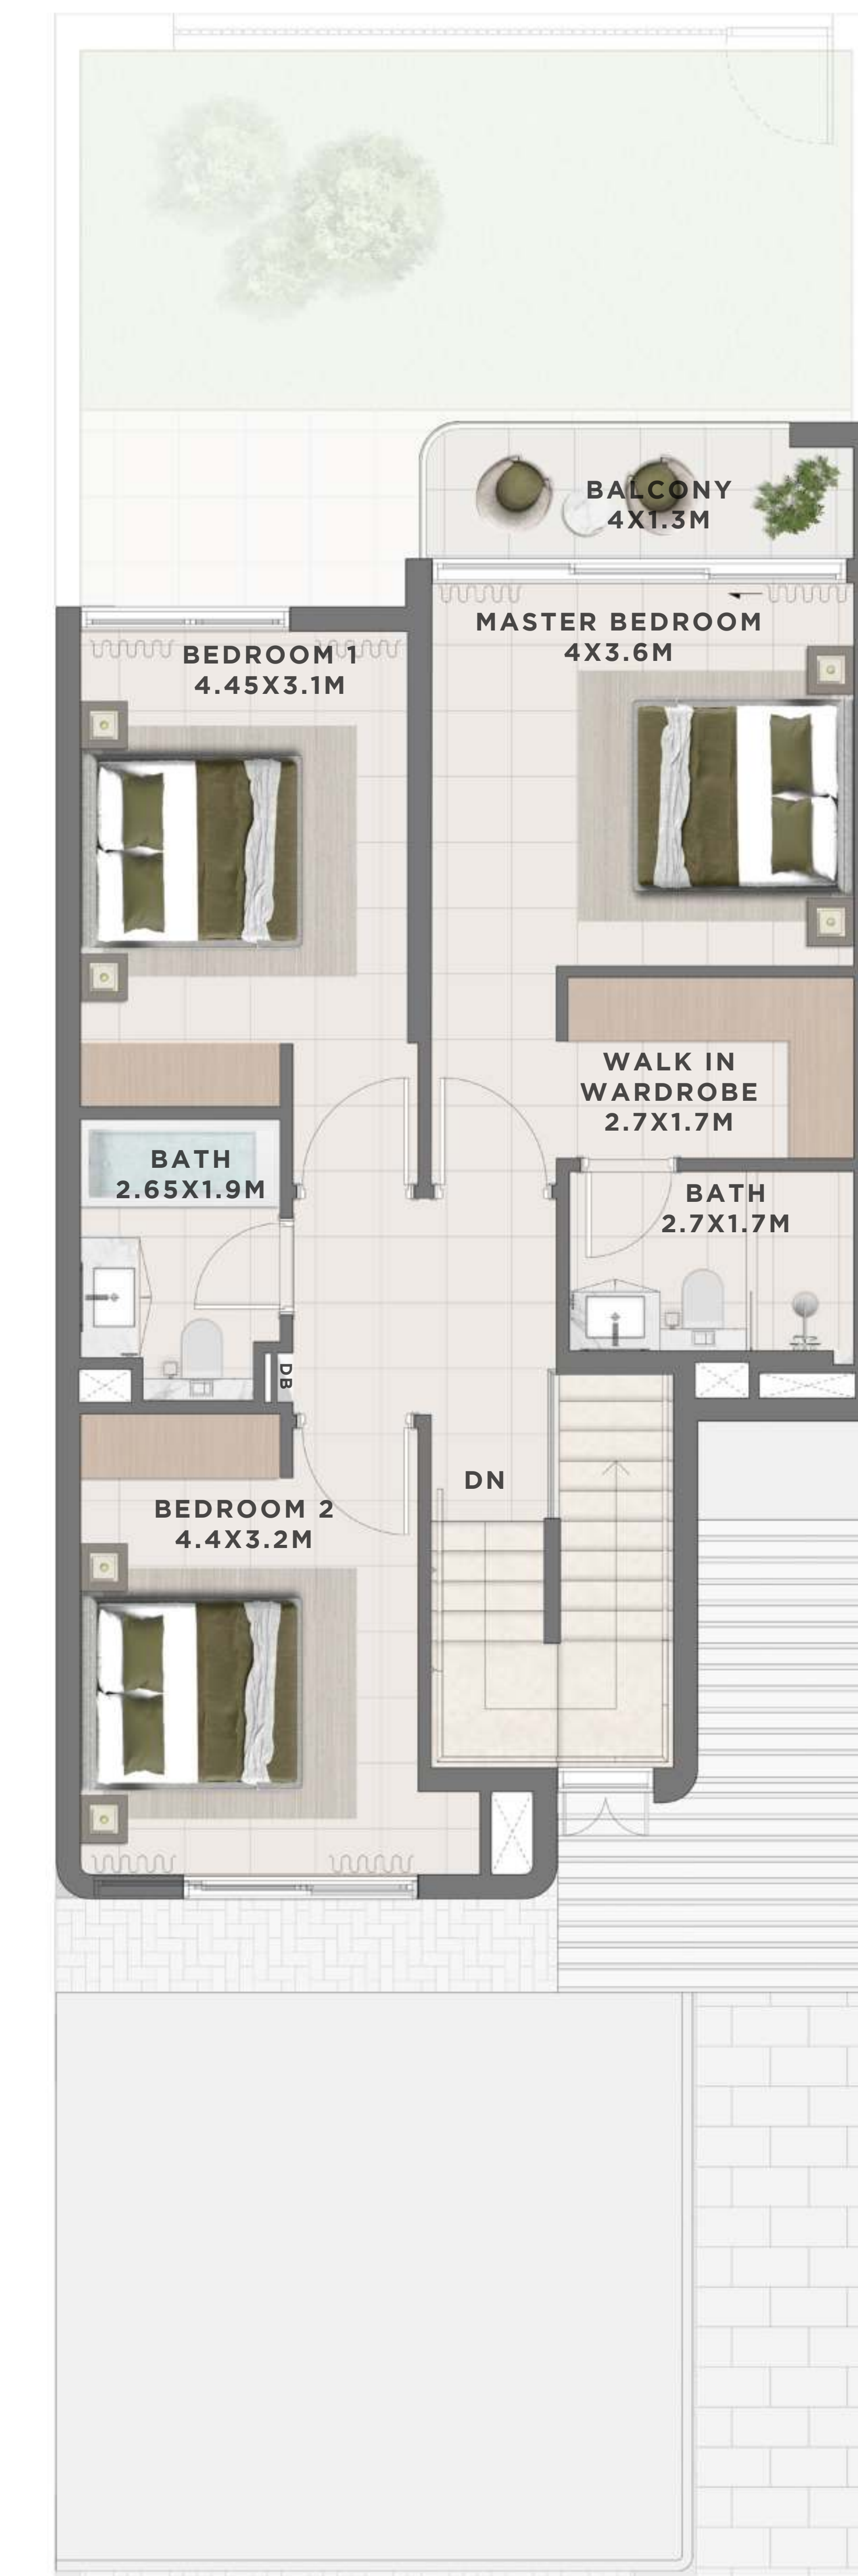 BALCONY
4X1.3M
MASTER BEDROOM
4X3.6M
BEDROOM 1
4.45X3.1M
WALK IN
WARDROBE
2.7X1.7M
BATH
2.65X1.9M
BATH
2.7X1.7M
DB
DN
BEDROOM 2
4.4X3.2M